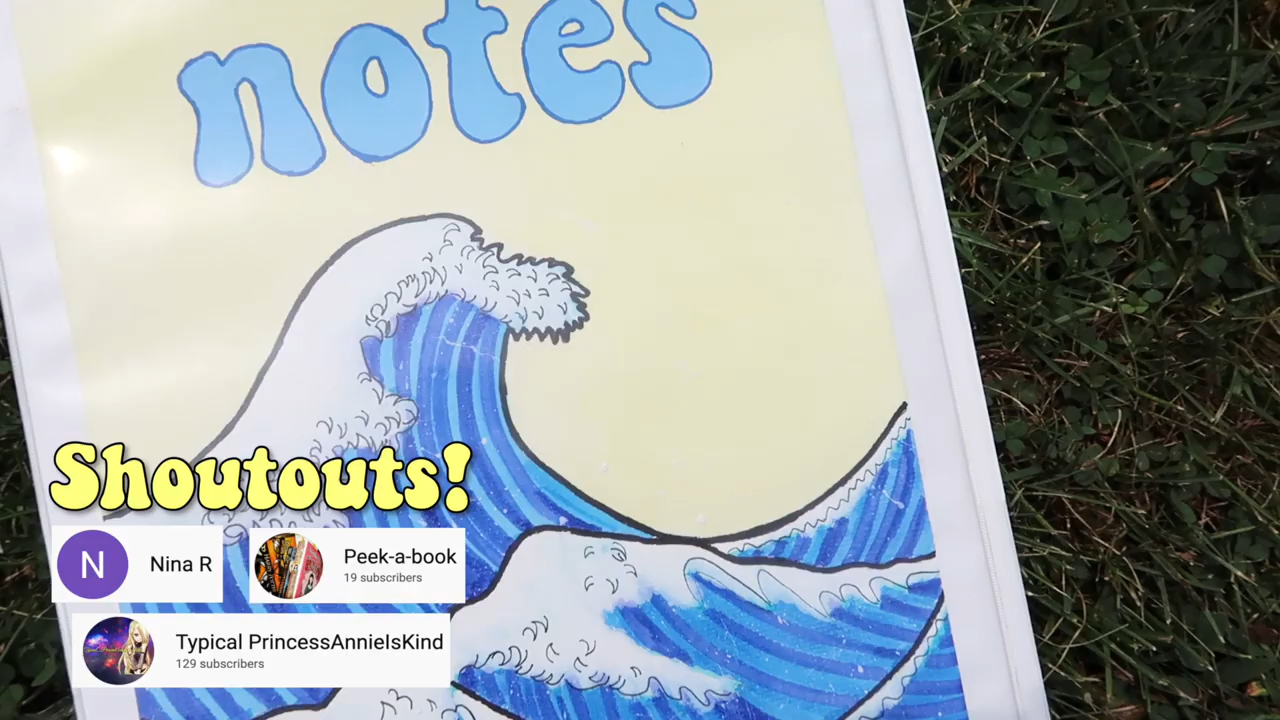 notes
Shoutouts!
N
Nina R
Peek-a-book
19 subscribers
Typical PrincessAnnieIsKind
129 subscribers